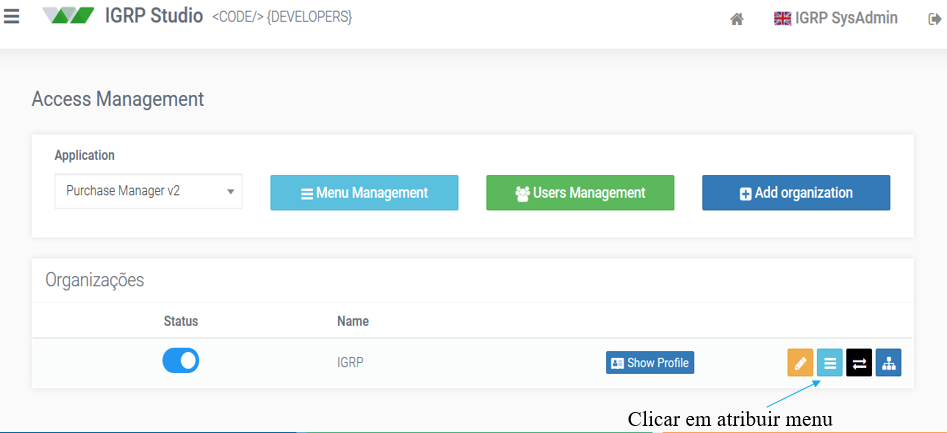 IGRP Studio <CODE/> {DEVELOPERS}
IGRP SysAdmin
Access Management
Application
Purchase Manager v2
Menu Management
Users Management
Add organization
Organizações
Status Name
IGRP
Show Profile
Clicar em atribuir menu